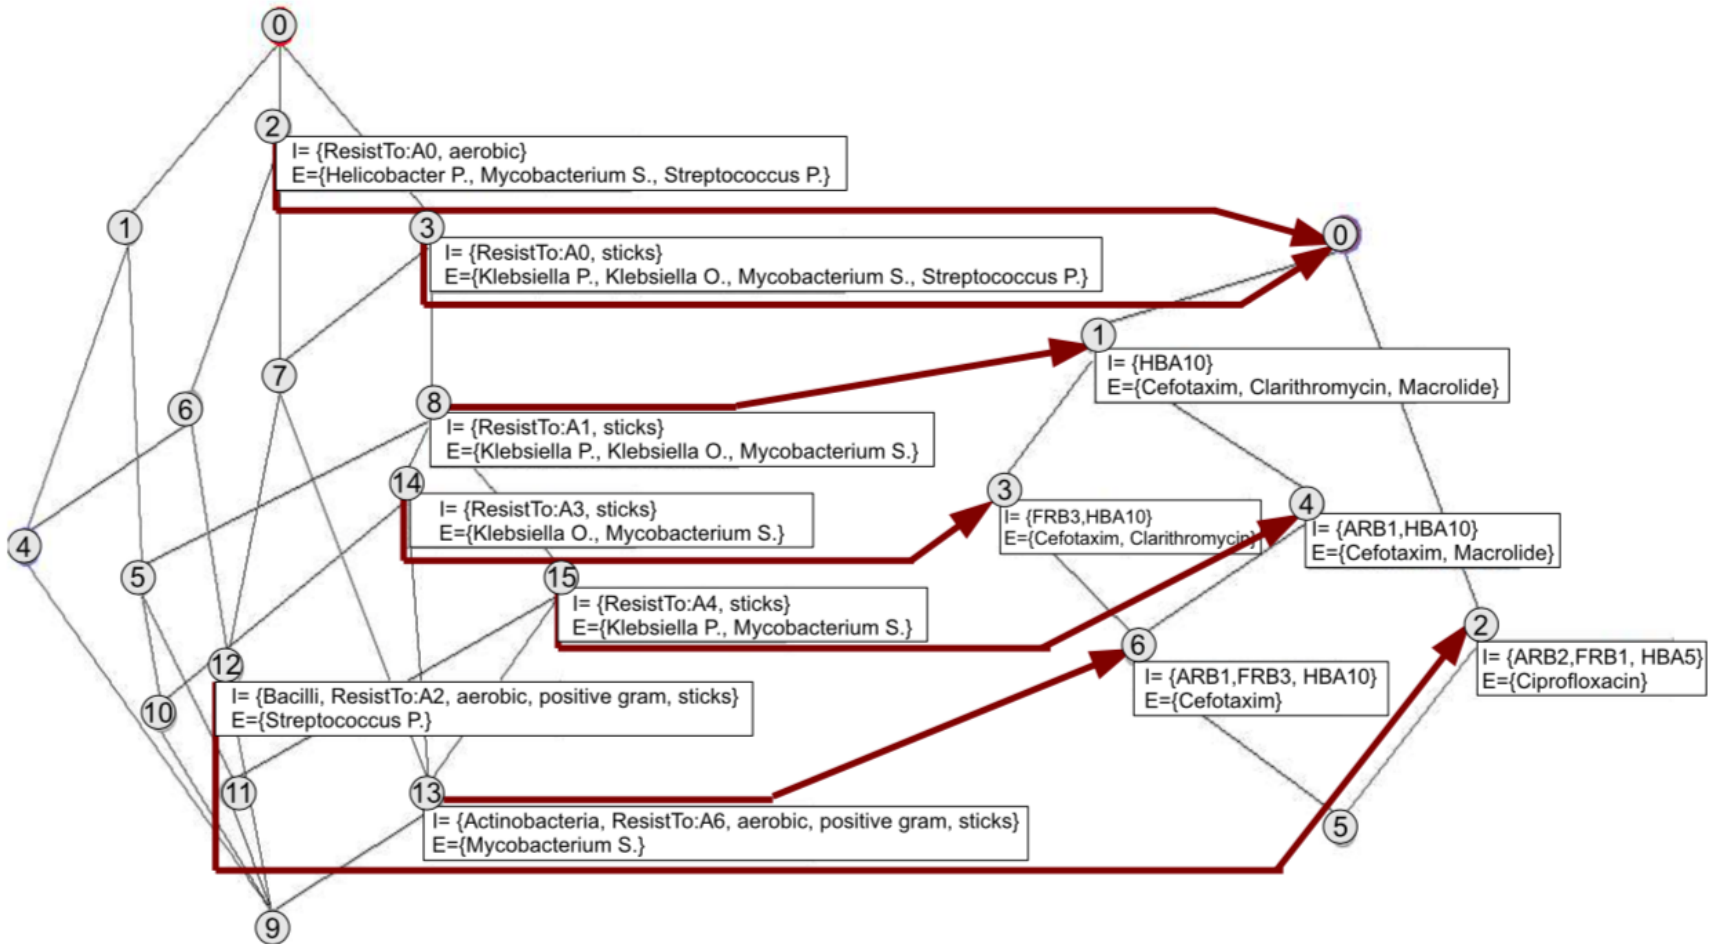 0
2
I= {ResistTo:A0, aerobic}
E={Helicobacter P., Mycobacterium S., Streptococcus P.}
1
3
I= {ResistTo:A0, sticks}
E={Klebsiella P., Klebsiella O., Mycobacterium S., Streptococcus P.}
0
1
I= {HBA10}
E={Cefotaxim, Clarithromycin, Macrolide}
7
6
8
I= {ResistTo:A1, sticks}
E={Klebsiella P., Klebsiella O., Mycobacterium S.}
14
I= {ResistTo:A3, sticks}
E={Klebsiella O., Mycobacterium S.}
3
I= {FRB3,HBA10}
E={Cefotaxim, Clarithromycin}
4
I= {ARB1,HBA10}
E={Cefotaxim, Macrolide}
4
5
15
I= {ResistTo:A4, sticks}
E={Klebsiella P., Mycobacterium S.}
2
I= {ARB2,FRB1, HBA5}
E={Ciprofloxacin}
6
I= {ARB1,FRB3, HBA10}
E={Cefotaxim}
12
I= {Bacilli, ResistTo:A2, aerobic, positive gram, sticks}
E={Streptococcus P.}
10
11
13
I= {Actinobacteria, ResistTo:A6, aerobic, positive gram, sticks}
E={Mycobacterium S.}
5
9